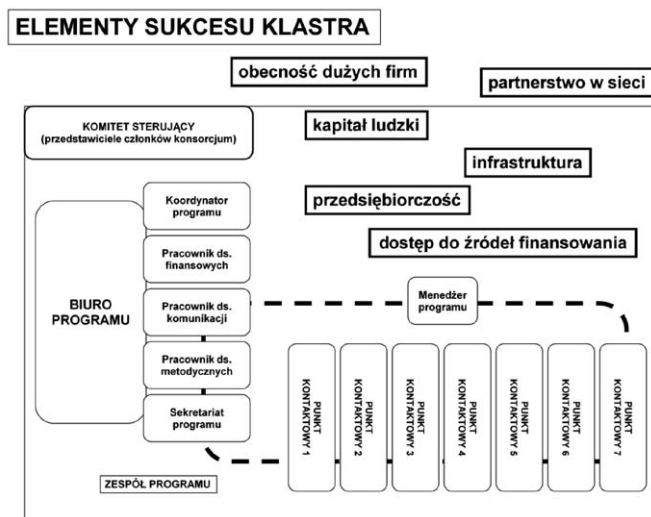 ELEMENTY SUKCESU KLASTRA
obecność dużych firm
partnerstwo w sieci
KOMITET STERUJĄCY
(przedstawiciele członków konsorcjum)
kapitał ludzki
infrastruktura
przedsiębiorczość
dostęp do źródeł finansowania
BIURO
PROGRAMU
Koordynator
programu
Pracownik ds.
finansowych
Pracownik ds.
komunikacji
Pracownik ds.
metodycznych
Sekretariat
programu
Menedżer
programu
PUNKT
KONTAKTOWY 1
PUNKT
KONTAKTOWY 2
PUNKT
KONTAKTOWY 3
PUNKT
KONTAKTOWY 4
PUNKT
KONTAKTOWY 5
PUNKT
KONTAKTOWY 6
PUNKT
KONTAKTOWY 7
ZESPÓŁ PROGRAMU